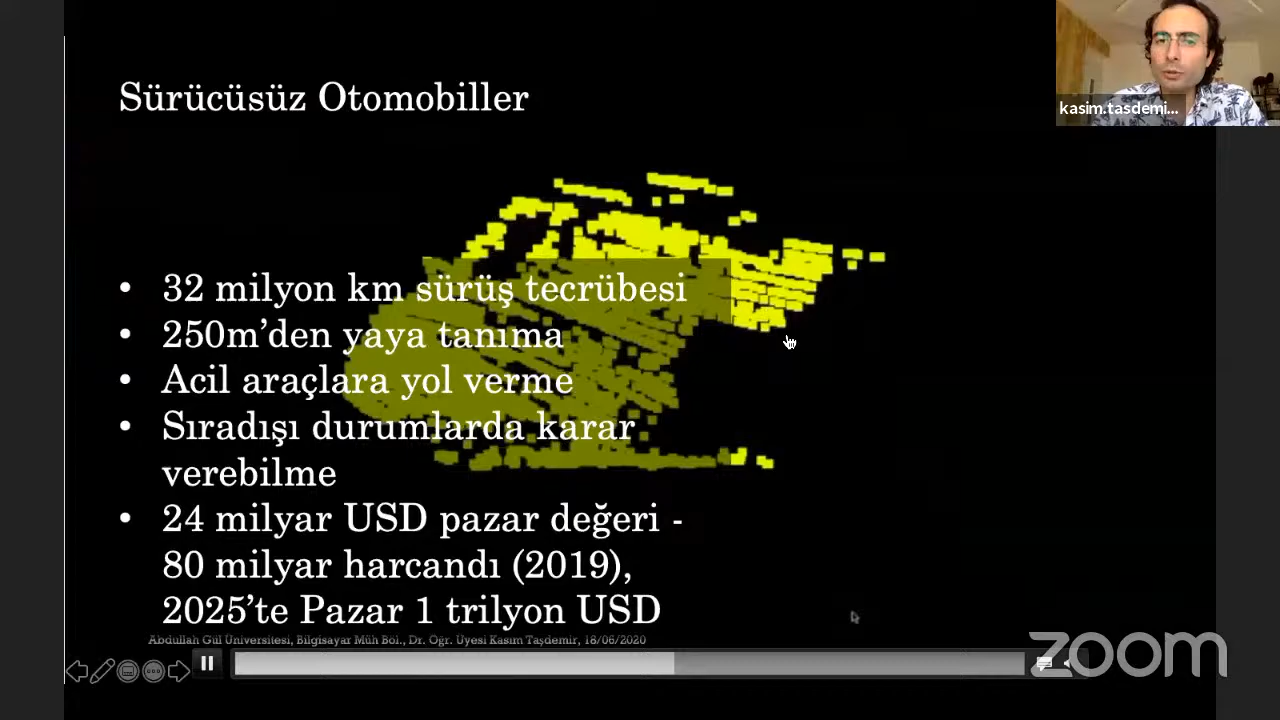 Sürücüsüz Otomobiller
kasim.tasdemi...
• 32 milyon km sürüş tecrübesi
• 250m’den yaya tanıma
• Acil araçlara yol verme
• Sıradışı durumlarda karar
verebilme
• 24 milyar USD pazar değeri -
80 milyar harcandı (2019),
2025’te Pazar 1 trilyon USD
Abdullah Gül Üniversitesi, Bilgisayar Müh Böl., Dr. Öğr. Üyesi Kasım Taşdemir, 18/06/2020
zoom